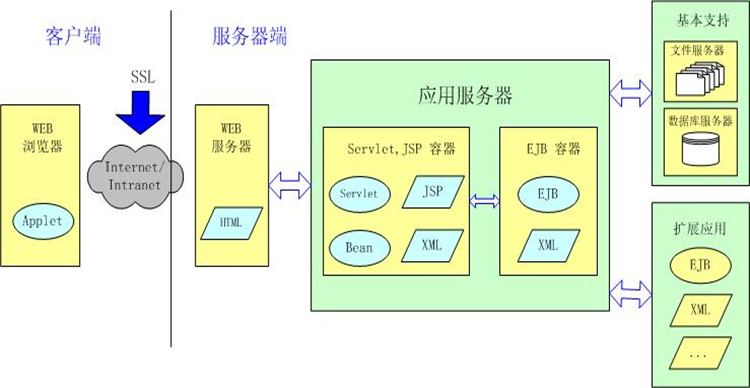 客户端
服务器端
SSL
WEB
浏览器
Applet
Internet/
Intranet
WEB
服务器
HTML
应用服务器
Servlet,JSP 容器
Servlet
JSP
Bean
XML
EJB 容器
EJB
XML
基本支持
文件服务器
数据库服务器
扩展应用
EJB
XML
...